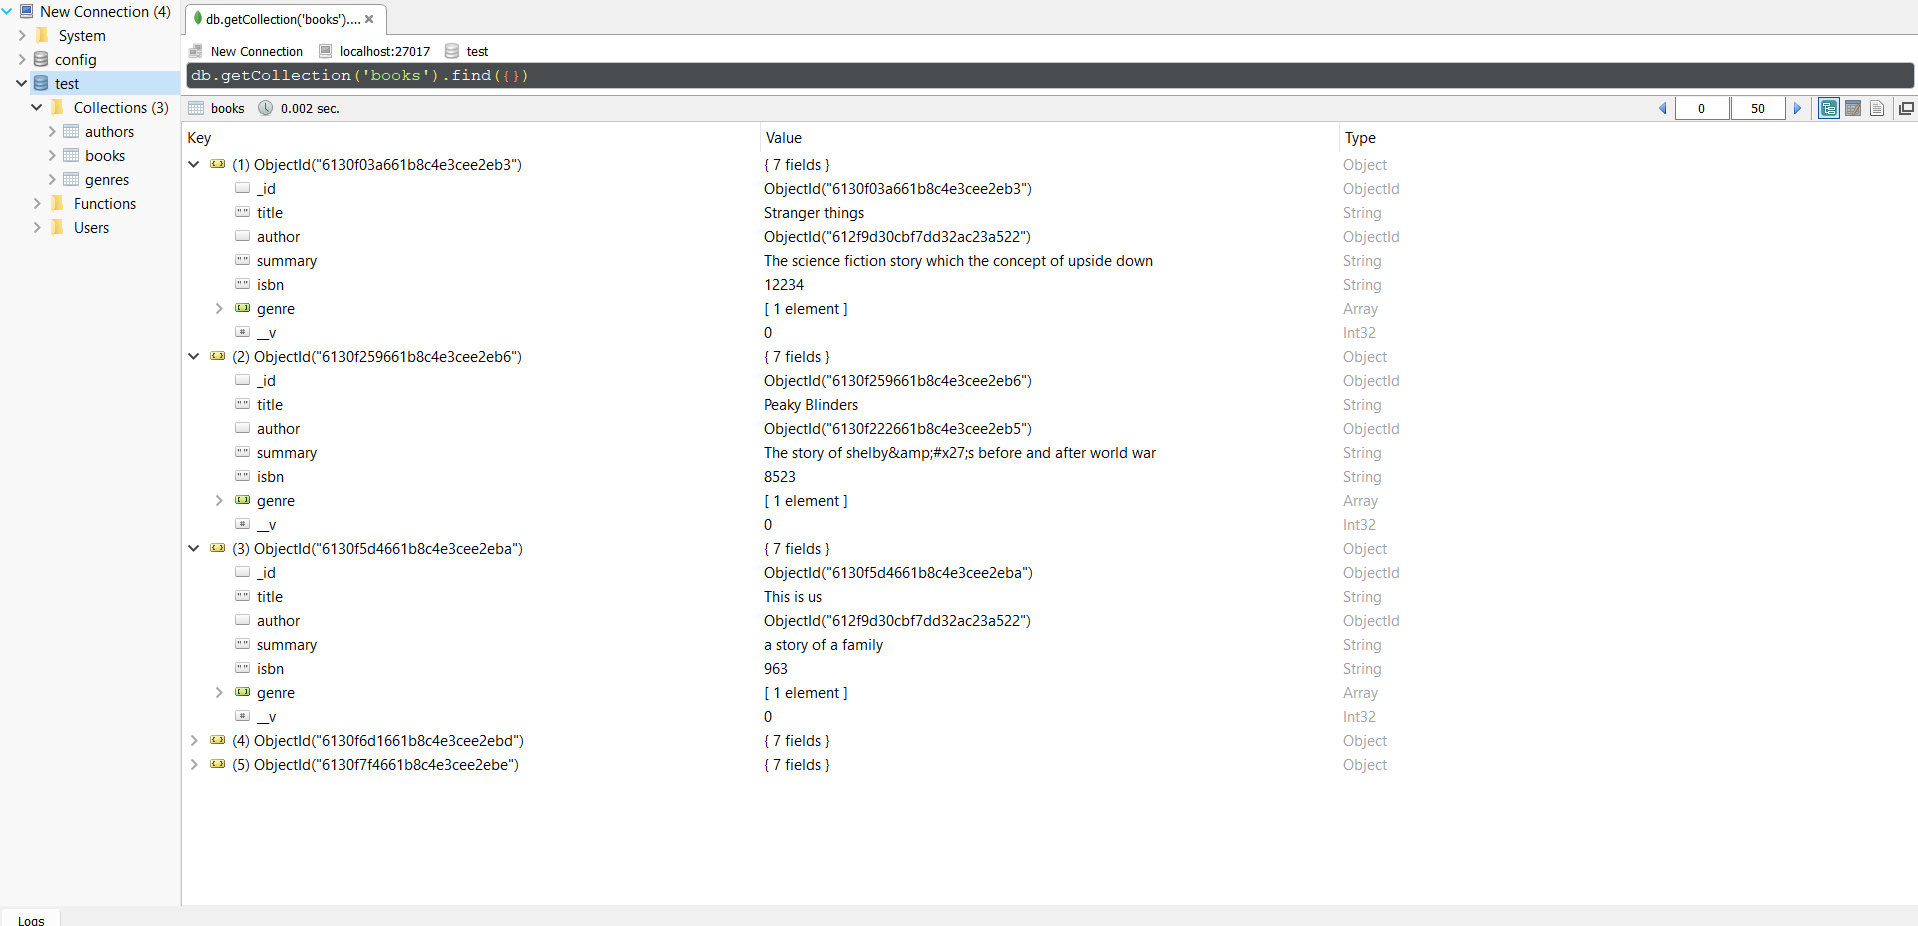 New Connection (4)
System
config
test
Collections (3)
authors
books
genres
Functions
Users
db.getCollection('books')....
New Connection localhost:27017 test
db.getCollection('books').find({})
books 0.002 sec. 0 50
Key Value Type
(1) ObjectId("6130f03a661b8c4e3cee2eb3") { 7 fields } Object
_id ObjectId("6130f03a661b8c4e3cee2eb3") ObjectId
title Stranger things String
author ObjectId("612f9d30cbf7dd32ac23a522") ObjectId
summary The science fiction story which the concept of upside down String
isbn 12234 String
genre [ 1 element ] Array
__v 0 Int32
(2) ObjectId("6130f259661b8c4e3cee2eb6") { 7 fields } Object
_id ObjectId("6130f259661b8c4e3cee2eb6") ObjectId
title Peaky Blinders String
author ObjectId("6130f222661b8c4e3cee2eb5") ObjectId
summary The story of shelby&amp;#x27;s before and after world war String
isbn 8523 String
genre [ 1 element ] Array
__v 0 Int32
(3) ObjectId("6130f5d4661b8c4e3cee2eba") { 7 fields } Object
_id ObjectId("6130f5d4661b8c4e3cee2eba") ObjectId
title This is us String
author ObjectId("612f9d30cbf7dd32ac23a522") ObjectId
summary a story of a family String
isbn 963 String
genre [ 1 element ] Array
__v 0 Int32
(4) ObjectId("6130f6d1661b8c4e3cee2ebd") { 7 fields } Object
(5) ObjectId("6130f7f4661b8c4e3cee2ebe") { 7 fields } Object
Logs